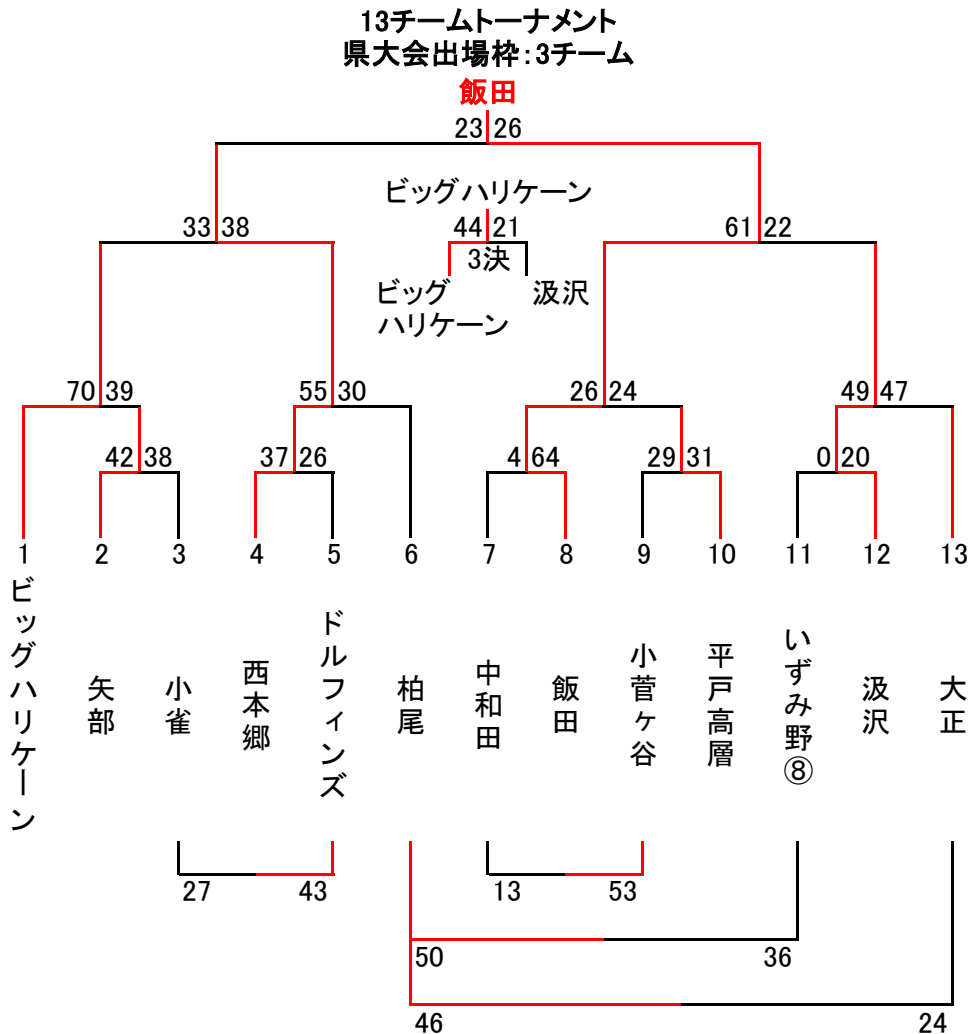 13チームトーナメント
県大会出場枠：3チーム
飯田
23 26
ビッグハリケーン
33 38
44 21
61 22
3決
ビッグ
ハリケーン
汲沢
70 39
55 30
26 24
49 47
42 38
37 26
4 64
29 31
0 20
1 2 3 4 5 6 7 8 9 10 11 12 13
ビッグハリケーン
矢部
小雀
西本郷
ドルフィンズ
柏尾
中和田
飯田
小菅ヶ谷
平戸高層
いずみ野⑧
汲沢
大正
27 43
13 53
50 36
46 24